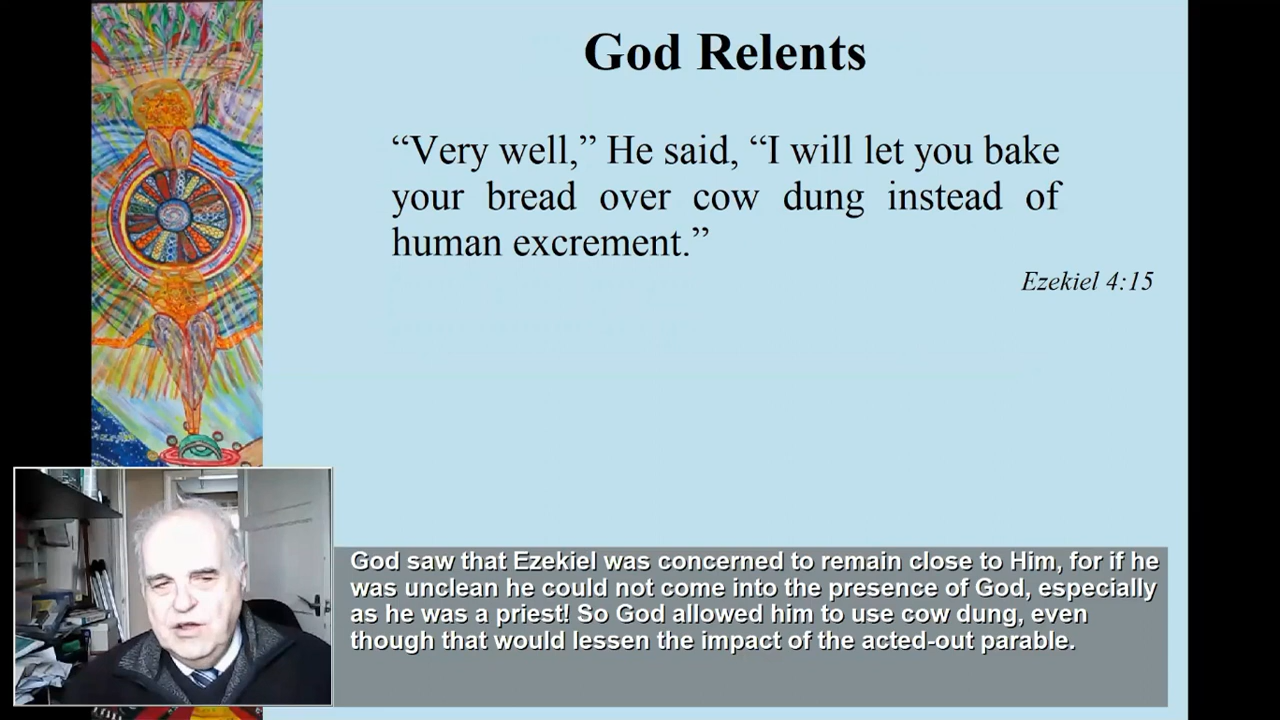 God Relents
“Very well,” He said, “I will let you bake
your bread over cow dung instead of
human excrement.”
Ezekiel 4:15
God saw that Ezekiel was concerned to remain close to Him, for if he
was unclean he could not come into the presence of God, especially
as he was a priest! So God allowed him to use cow dung, even
though that would lessen the impact of the acted-out parable.